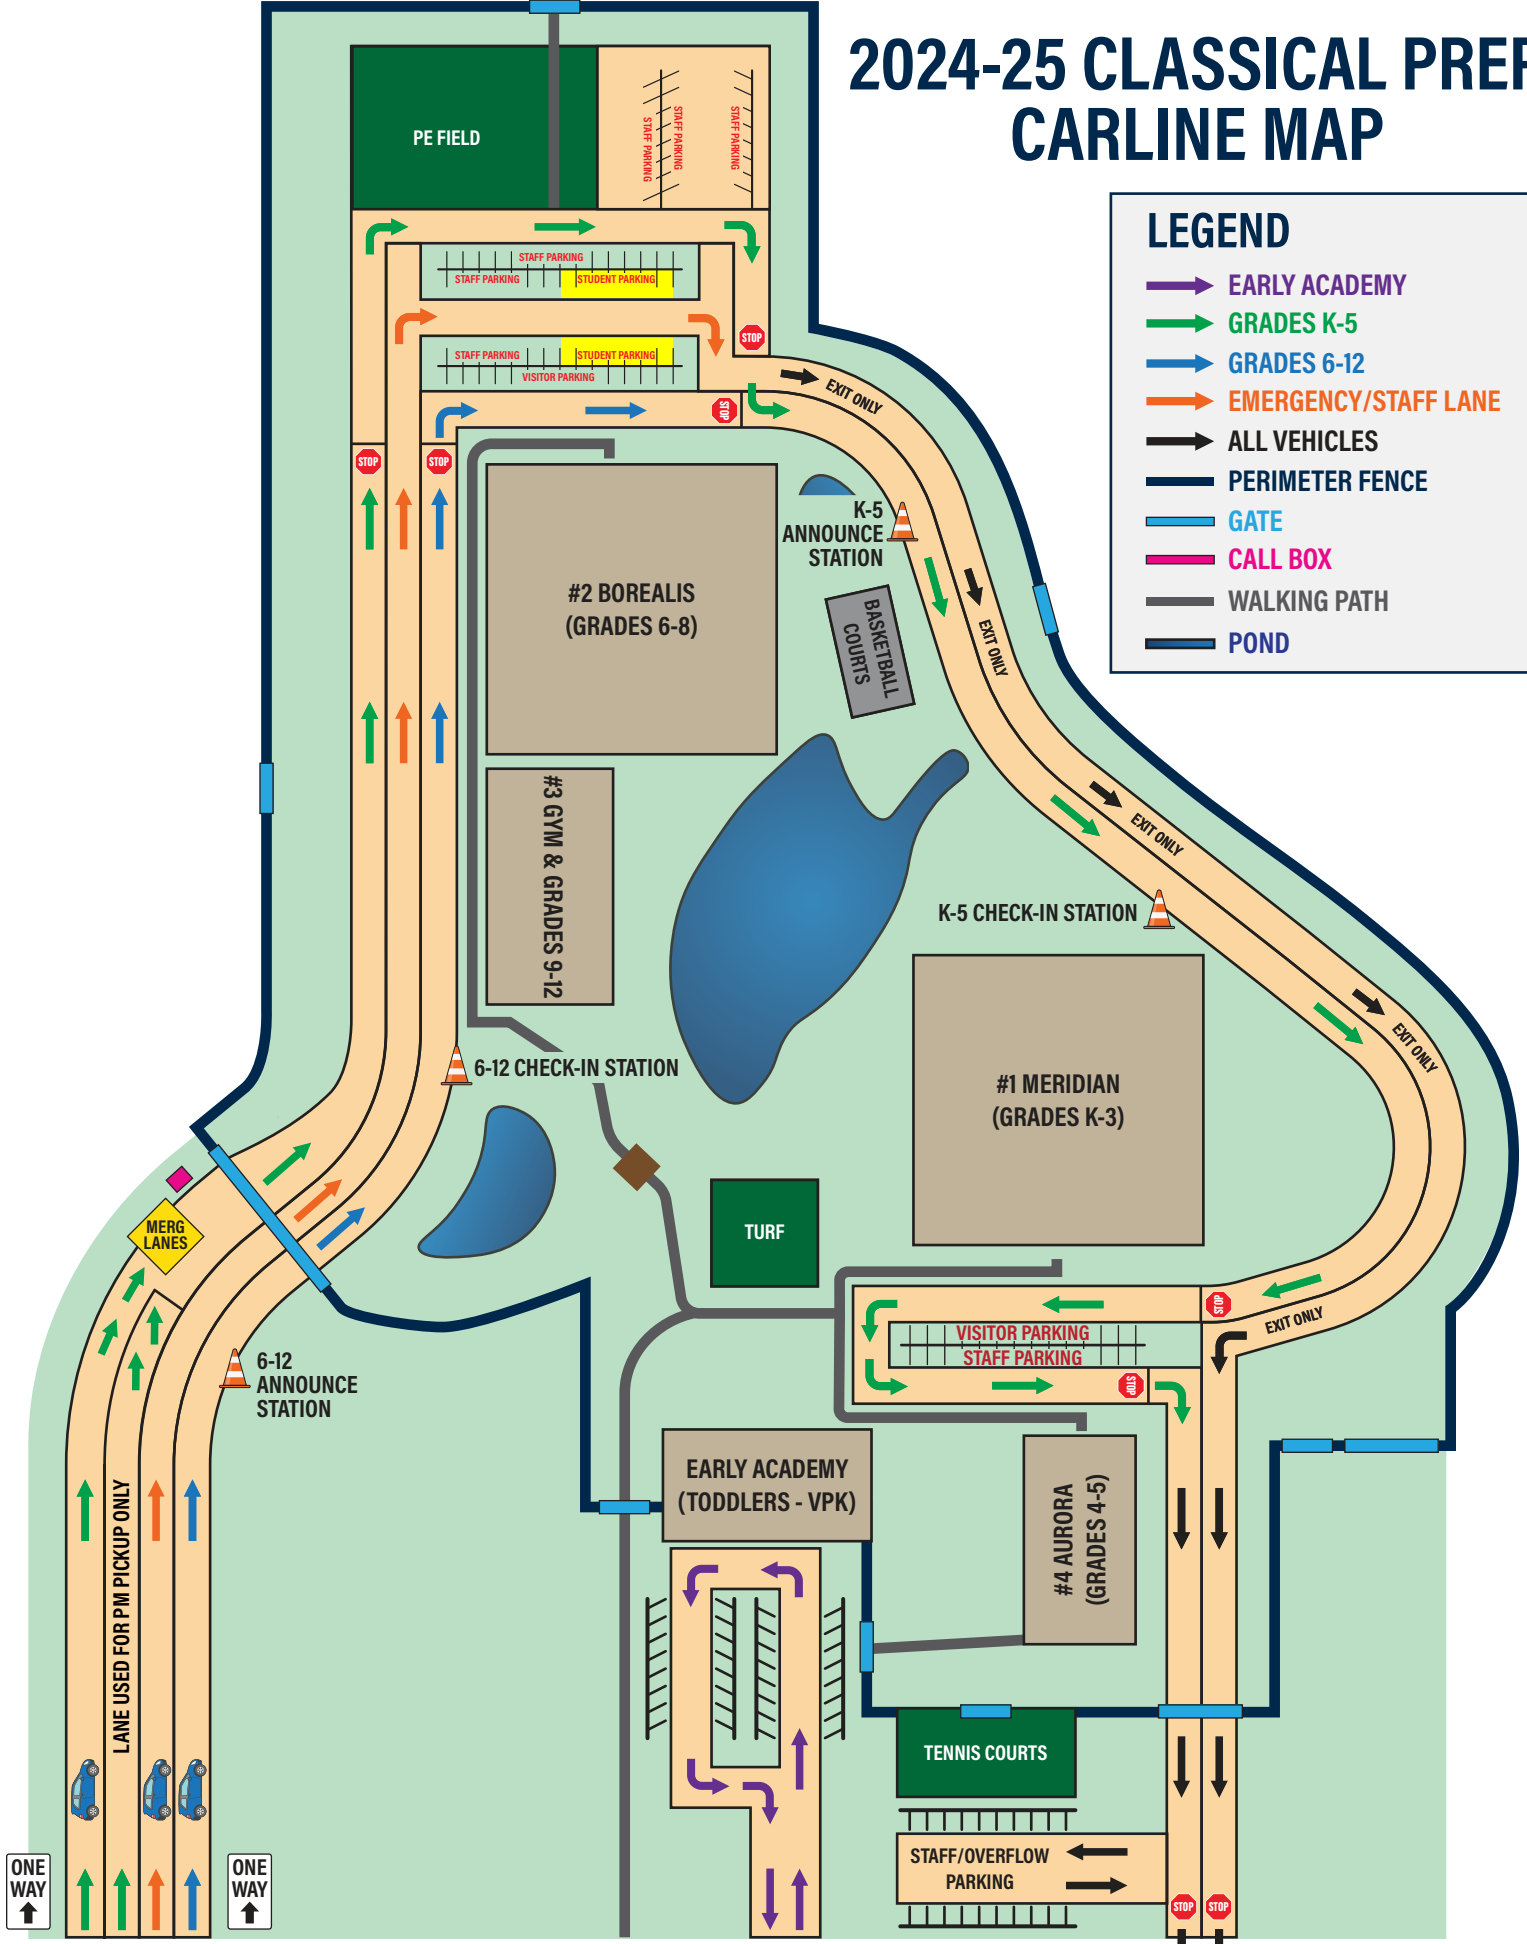 2024-25 CLASSICAL PREP
CARLINE MAP
LEGEND
EARLY ACADEMY
GRADES K-5
GRADES 6-12
EMERGENCY/STAFF LANE
ALL VEHICLES
PERIMETER FENCE
GATE
CALL BOX
WALKING PATH
POND
PE FIELD
STAFF PARKING
STAFF PARKING
STAFF PARKING
STAFF PARKING
STAFF PARKING
STUDENT PARKING
STOP
STAFF PARKING
STUDENT PARKING
VISITOR PARKING
EXIT ONLY
STOP
STOP
STOP
K-5
ANNOUNCE
STATION
#2 BOREALIS
(GRADES 6-8)
BASKETBALL
COURTS
EXIT ONLY
#3 GYM & GRADES 9-12
EXIT ONLY
K-5 CHECK-IN STATION
EXIT ONLY
6-12 CHECK-IN STATION
#1 MERIDIAN
(GRADES K-3)
MERG
LANES
TURF
STOP
EXIT ONLY
VISITOR PARKING
STAFF PARKING
STOP
6-12
ANNOUNCE
STATION
EARLY ACADEMY
(TODDLERS - VPK)
#4 AURORA
(GRADES 4-5)
LANE USED FOR PM PICKUP ONLY
TENNIS COURTS
STAFF/OVERFLOW
PARKING
ONE
WAY
ONE
WAY
STOP
STOP